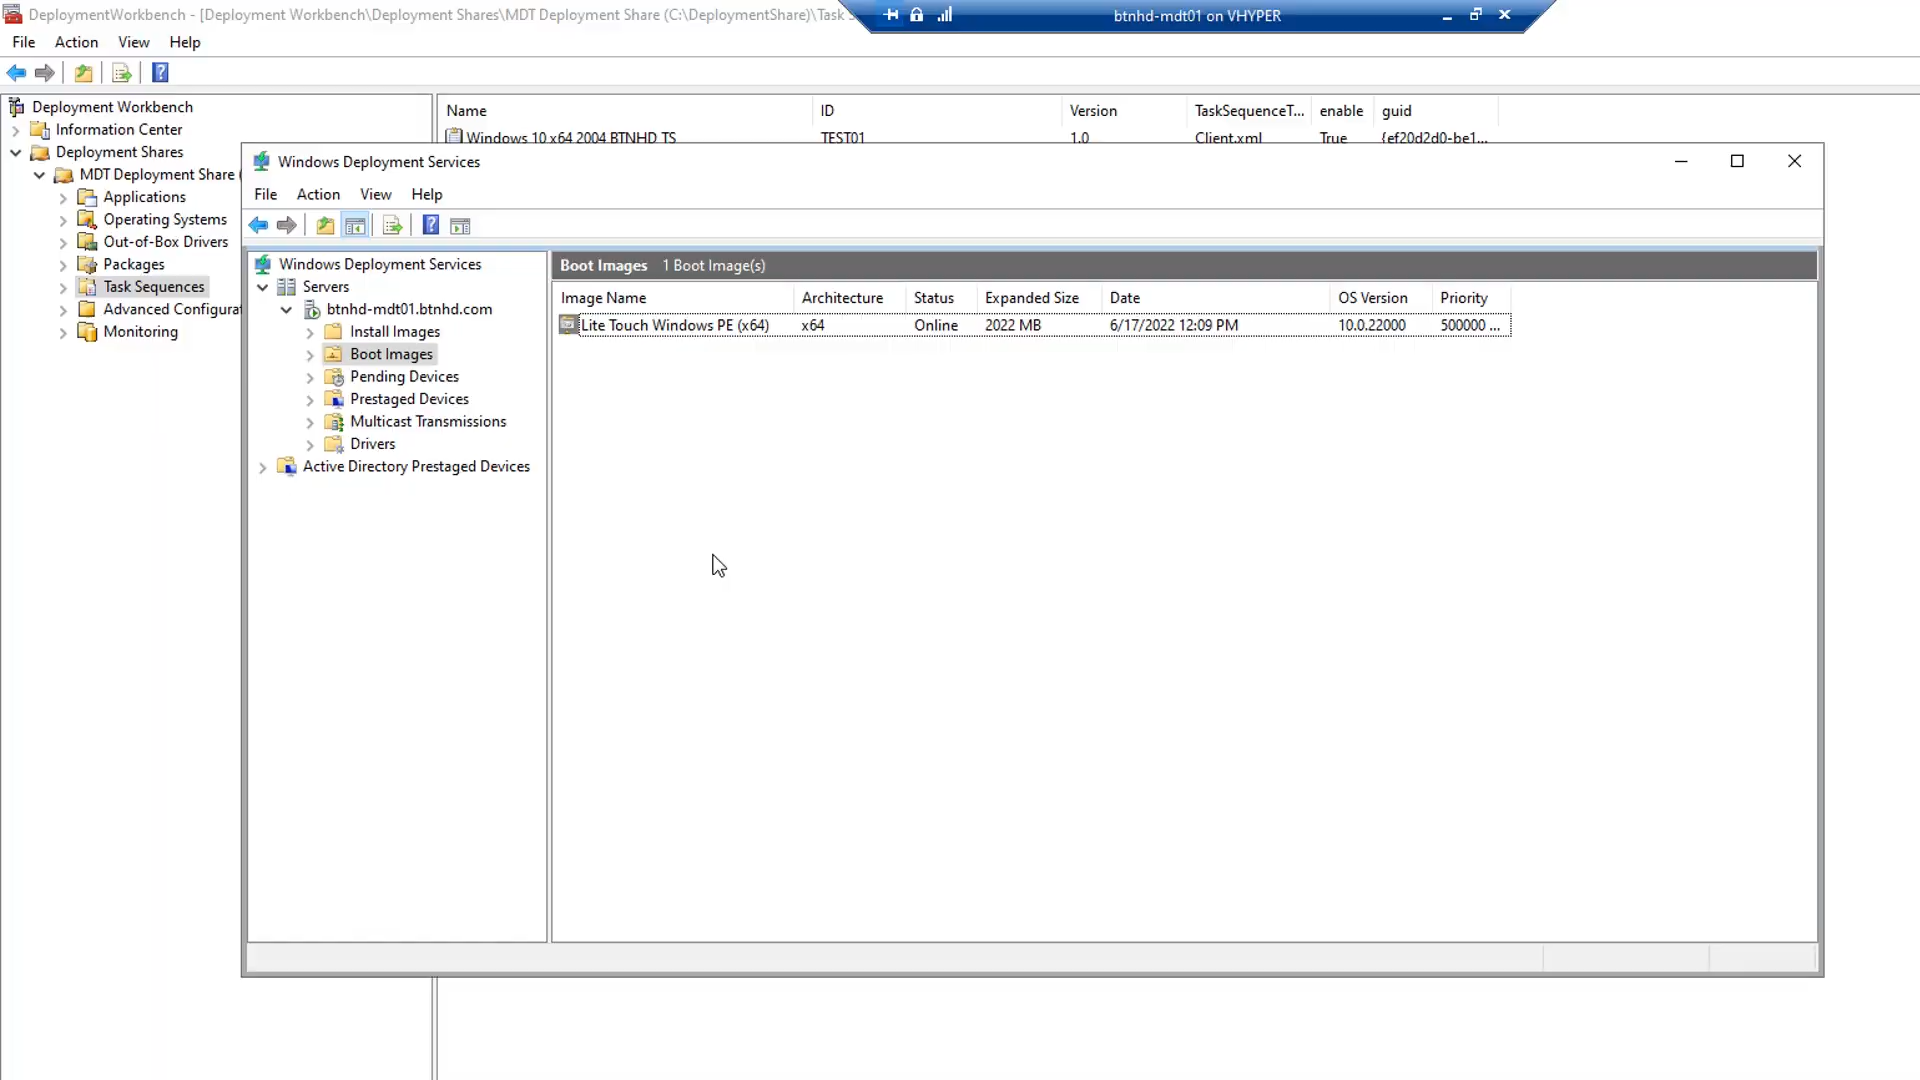 DeploymentWorkbench - [Deployment Workbench\Deployment Shares\MDT Deployment Share (C:\DeploymentShare)\Task S
btnhd-mdt01 on VHYPER
File Action View Help
Deployment Workbench
Information Center
Deployment Shares
MDT Deployment Share (
Applications
Operating Systems
Out-of-Box Drivers
Packages
Task Sequences
Advanced Configurat
Monitoring
Name ID Version TaskSequenceT... enable guid
Windows 10 x64 2004 BTNHD TS TEST01 1.0 Client.xml True {ef20d2d0-be1...
Windows Deployment Services
File Action View Help
Windows Deployment Services
Servers
btnhd-mdt01.btnhd.com
Install Images
Boot Images
Pending Devices
Prestaged Devices
Multicast Transmissions
Drivers
Active Directory Prestaged Devices
Boot Images 1 Boot Image(s)
Image Name Architecture Status Expanded Size Date OS Version Priority
Lite Touch Windows PE (x64) x64 Online 2022 MB 6/17/2022 12:09 PM 10.0.22000 500000 ...